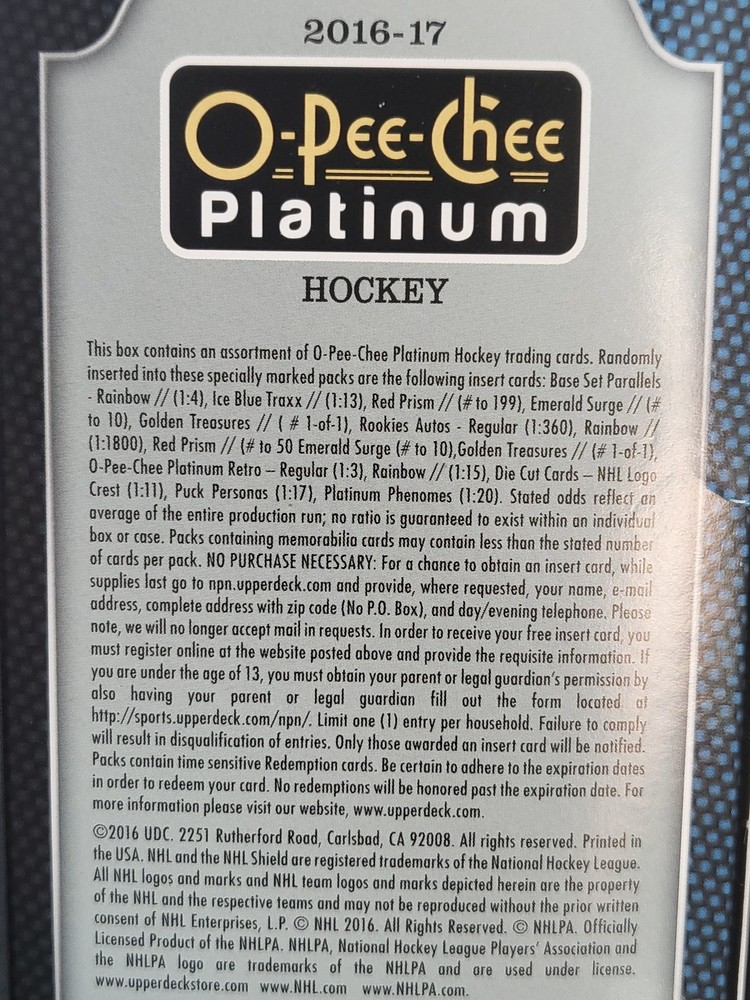 2016-17
O-Pee-Chee
Platinum
HOCKEY
This box contains an assortment of O-Pee-Chee Platinum Hockey trading cards. Randomly
inserted into these specially marked packs are the following insert cards: Base Set Parallels
- Rainbow // (1:4), Ice Blue Traxx // (1:13), Red Prism // (# to 199), Emerald Surge // (#
to 10), Golden Treasures // ( # 1-of-1), Rookies Autos - Regular (1:360), Rainbow //
(1:1800), Red Prism // (# to 50 Emerald Surge (# to 10),Golden Treasures // (# 1-of-1),
O-Pee-Chee Platinum Retro – Regular (1:3), Rainbow // (1:15), Die Cut Cards – NHL Logo
Crest (1:11), Puck Personas (1:17), Platinum Phenomes (1:20). Stated odds reflect an
average of the entire production run; no ratio is guaranteed to exist within an individual
box or case. Packs containing memorabilia cards may contain less than the stated number
of cards per pack. NO PURCHASE NECESSARY: For a chance to obtain an insert card, while
supplies last go to npn.upperdeck.com and provide, where requested, your name, e-mail
address, complete address with zip code (No P.O. Box), and day/evening telephone. Please
note, we will no longer accept mail in requests. In order to receive your free insert card, you
must register online at the website posted above and provide the requisite information. If
you are under the age of 13, you must obtain your parent or legal guardian's permission by
also having your parent or legal guardian fill out the form located at
http://sports.upperdeck.com/npn/. Limit one (1) entry per household. Failure to comply
will result in disqualification of entries. Only those awarded an insert card will be notified.
Packs contain time sensitive Redemption cards. Be certain to adhere to the expiration dates
in order to redeem your card. No redemptions will be honored past the expiration date. For
more information please visit our website, www.upperdeck.com.
©2016 UDC. 2251 Rutherford Road, Carlsbad, CA 92008. All rights reserved. Printed in
the USA. NHL and the NHL Shield are registered trademarks of the National Hockey League.
All NHL logos and marks and NHL team logos and marks depicted herein are the property
of the NHL and the respective teams and may not be reproduced without the prior written
consent of NHL Enterprises, L.P. © NHL 2016. All Rights Reserved. © NHLPA. Officially
Licensed Product of the NHLPA. NHLPA, National Hockey League Players' Association and
the NHLPA logo are trademarks of the NHLPA and are used under license.
www.upperdeckstore.com www.NHL.com www.NHLPA.com.